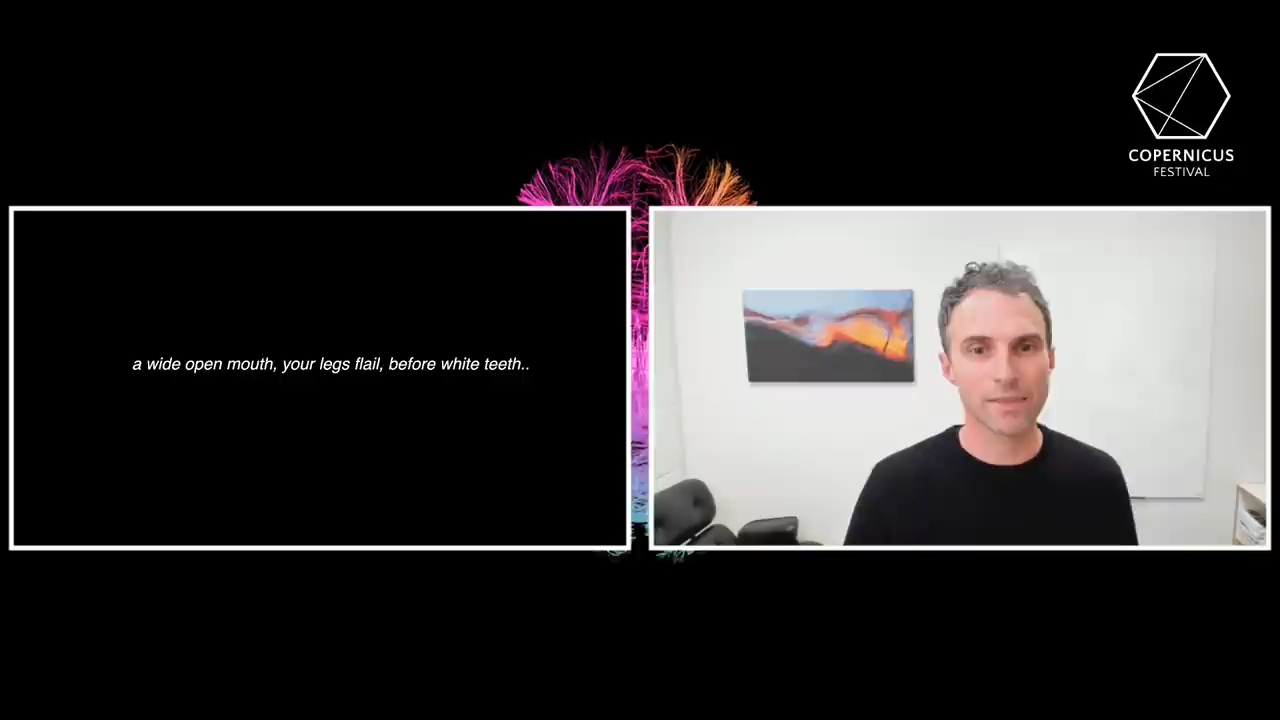 COPERNICUS
FESTIVAL
a wide open mouth, your legs flail, before white teeth..